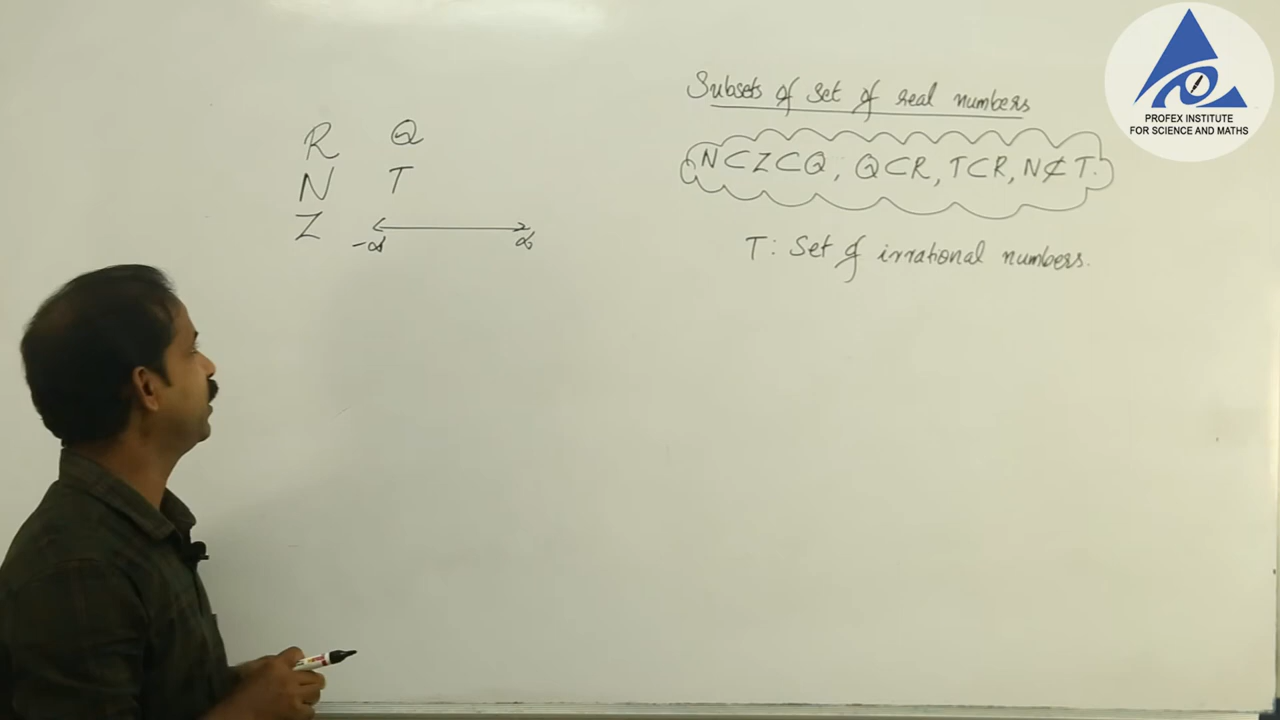 R Q
N T
Z
-∞ ∞
Subsets of set of real numbers
N⊂Z⊂Q, Q⊂R, T⊂R, N⊄T.
T: Set of irrational numbers.
PROFEX INSTITUTE
FOR SCIENCE AND MATHS